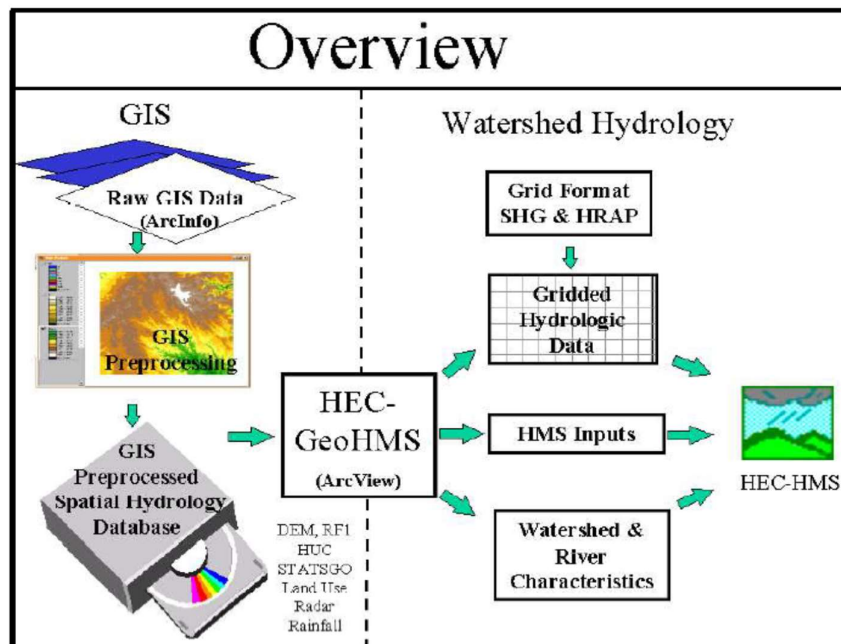 Overview
GIS
Raw GIS Data
(ArcInfo)
GIS
Preprocessing
GIS
Preprocessed
Spatial Hydrology
Database
DEM, RF1
HUC
STATSGO
Land Use
Radar
Rainfall
HEC-
GeoHMS
(ArcView)
Watershed Hydrology
Grid Format
SHG & HRAP
Gridded
Hydrologic
Data
HMS Inputs
Watershed &
River
Characteristics
HEC-HMS